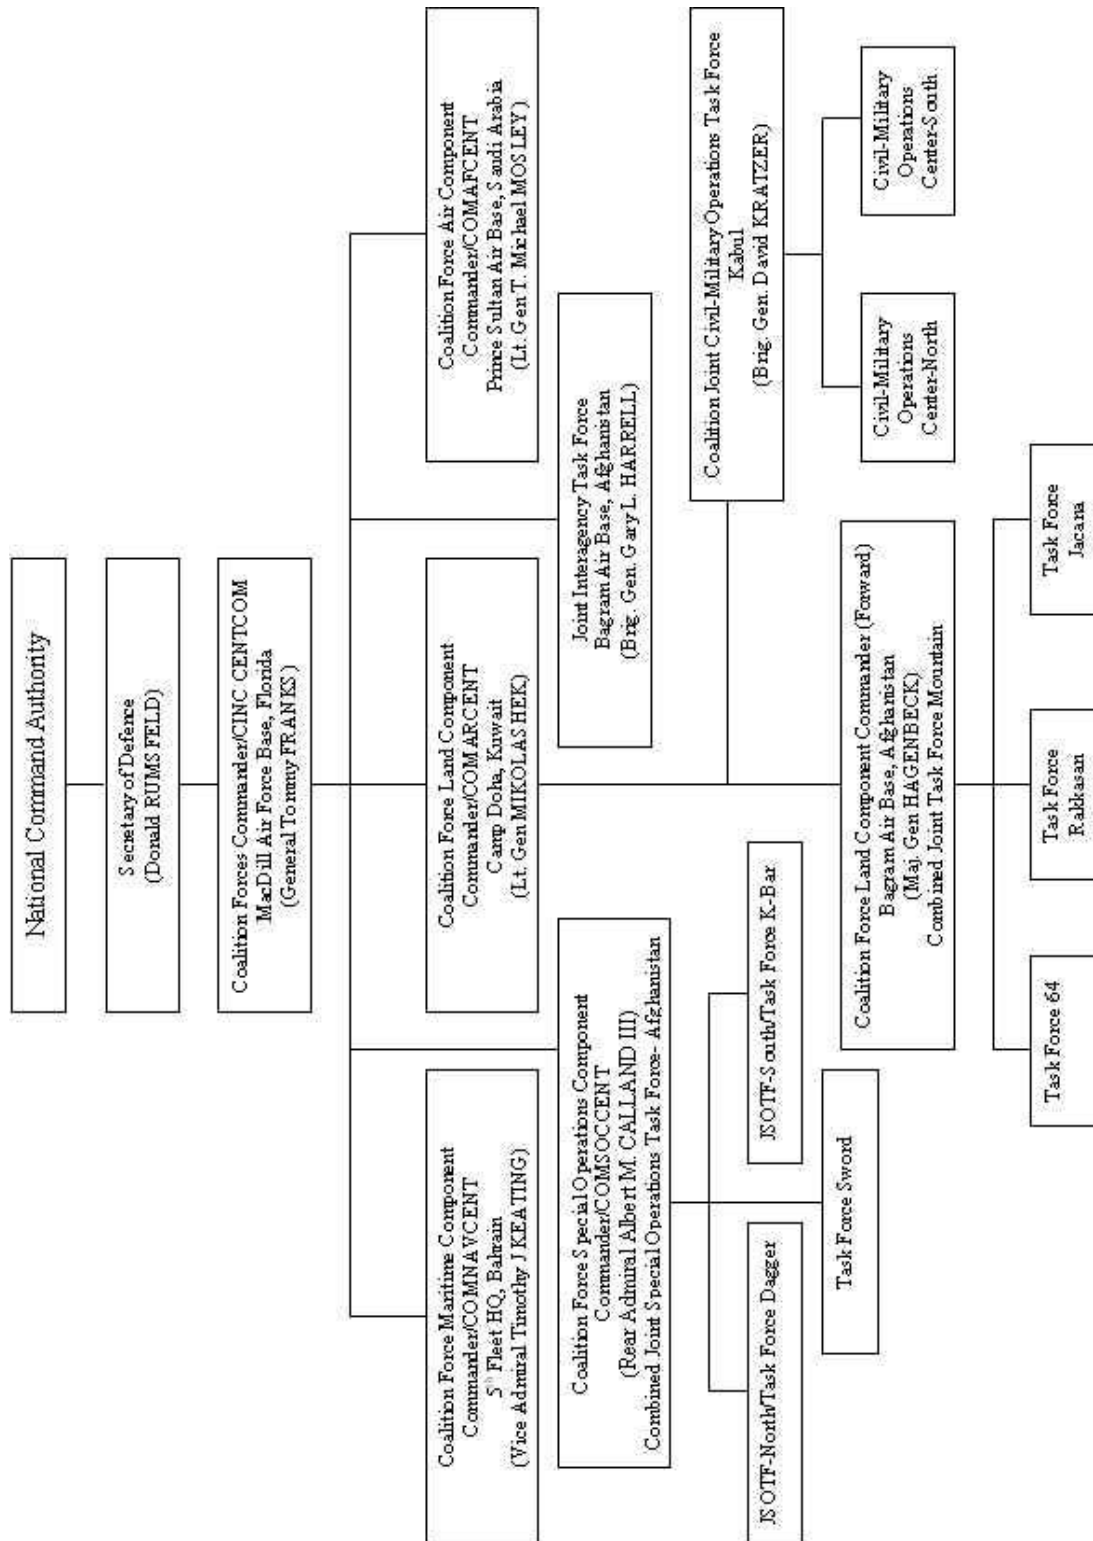 National Command Authority
Secretary of Defence
(Donald RUMSFELD)
Coalition Forces Commander/CINC CENTCOM
MacDill Air Force Base, Florida
(General Tommy FRANKS)
Coalition Force Maritime Component
Commander/COMNAVCENT
5th Fleet HQ, Bahrain
(Vice Admiral Timothy J KEATING)
Coalition Force Land Component
Commander/COMARCENT
Camp Doha, Kuwait
(Lt. Gen MIKOLASHEK)
Coalition Force Air Component
Commander/COMAFCENT
Prince Sultan Air Base, Saudi Arabia
(Lt. Gen T. Michael MOSLEY)
Coalition Force Special Operations Component
Commander/COMSOCCENT
(Rear Admiral Albert M. CALLAND III)
Combined Joint Special Operations Task Force- Afghanistan
Joint Interagency Task Force
Bagram Air Base, Afghanistan
(Brig. Gen. Gary L. HARRELL)
JSOTF-North/Task Force Dagger
JSOTF-South/Task Force K-Bar
Task Force Sword
Coalition Joint Civil-Military Operations Task Force
Kabul
(Brig. Gen. David KRATZER)
Coalition Force Land Component Commander (Forward)
Bagram Air Base, Afghanistan
(Maj. Gen HAGENBECK)
Combined Joint Task Force Mountain
Civil-Military
Operations
Center-North
Civil-Military
Operations
Center-South
Task Force 64
Task Force
Rakkasan
Task Force
Jacana